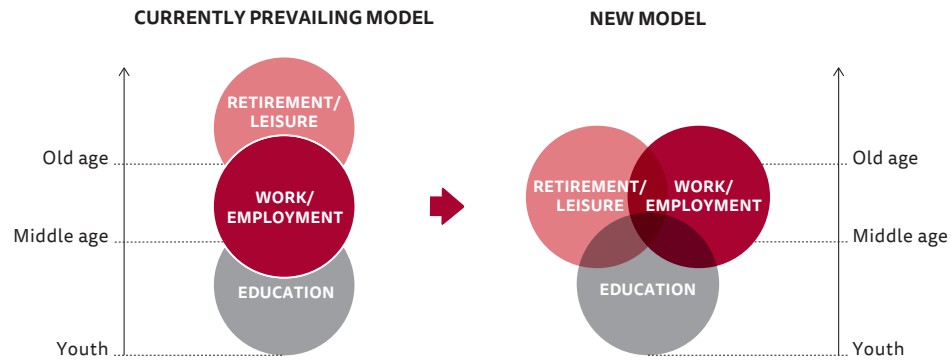 CURRENTLY PREVAILING MODEL
NEW MODEL
RETIREMENT/
LEISURE
Old age
WORK/
EMPLOYMENT
Middle age
EDUCATION
Youth
RETIREMENT/
LEISURE
WORK/
EMPLOYMENT
EDUCATION
Old age
Middle age
Youth